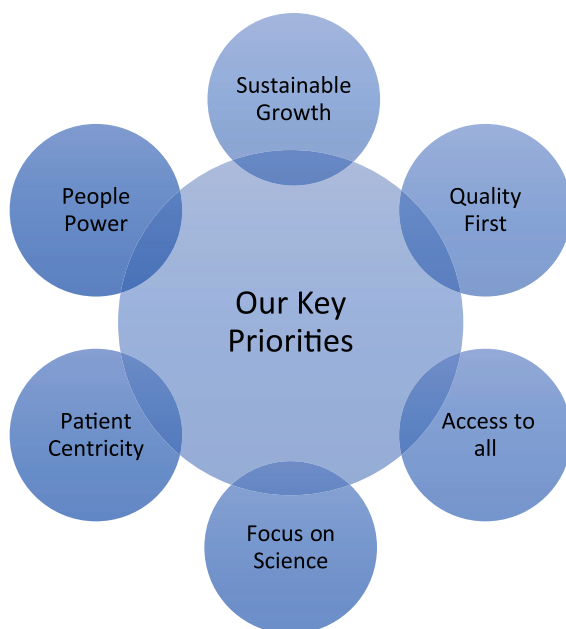 Sustainable
Growth
People
Power
Quality
First
Our Key
Priorities
Patient
Centricity
Access to
all
Focus on
Science